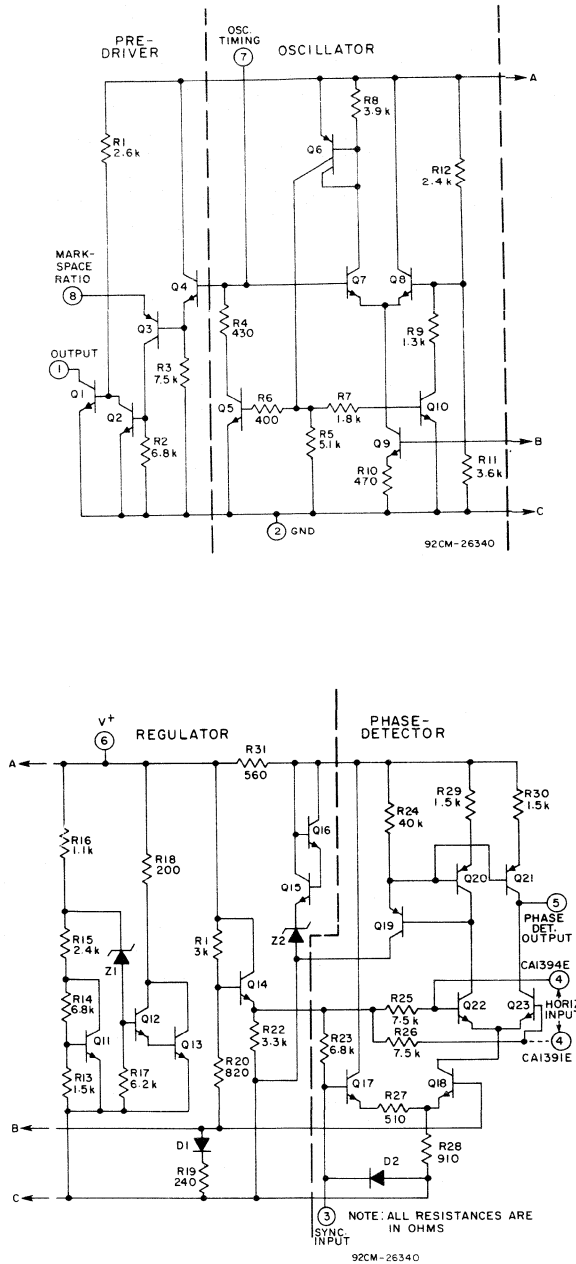 PRE-
DRIVER
OSC.
TIMING
7
OSCILLATOR
A
R1
2.6k
R8
3.9k
Q6
R12
2.4k
MARK-
SPACE
RATIO
8
Q4
Q7
Q8
Q3
R4
430
R9
1.3k
OUTPUT
1
R3
7.5k
Q1
Q2
Q5
R6
400
R7
1.8k
Q10
R2
6.8k
R5
5.1k
Q9
B
R10
470
R11
3.6k
C
2 GND
92CM-26340
V+
6
REGULATOR
PHASE-
DETECTOR
A
R31
560
R29
1.5k
R30
1.5k
R16
1.1k
R18
200
Q16
R24
40k
Q15
Q20
Q21
5
PHASE
DET.
OUTPUT
Q19
R15
2.4k
Z1
R1
3k
Z2
CA1394E
4
HORIZ
INPUT
4
CA1391E
R14
6.8k
Q14
R25
7.5k
Q22
Q23
Q11
Q12
Q13
R22
3.3k
R23
6.8k
R26
7.5k
R13
1.5k
R17
6.2k
R20
820
Q17
Q18
R27
510
B
D1
R28
910
R19
240
D2
C
3
SYNC.
INPUT
NOTE: ALL RESISTANCES ARE
IN OHMS
92CM-26340